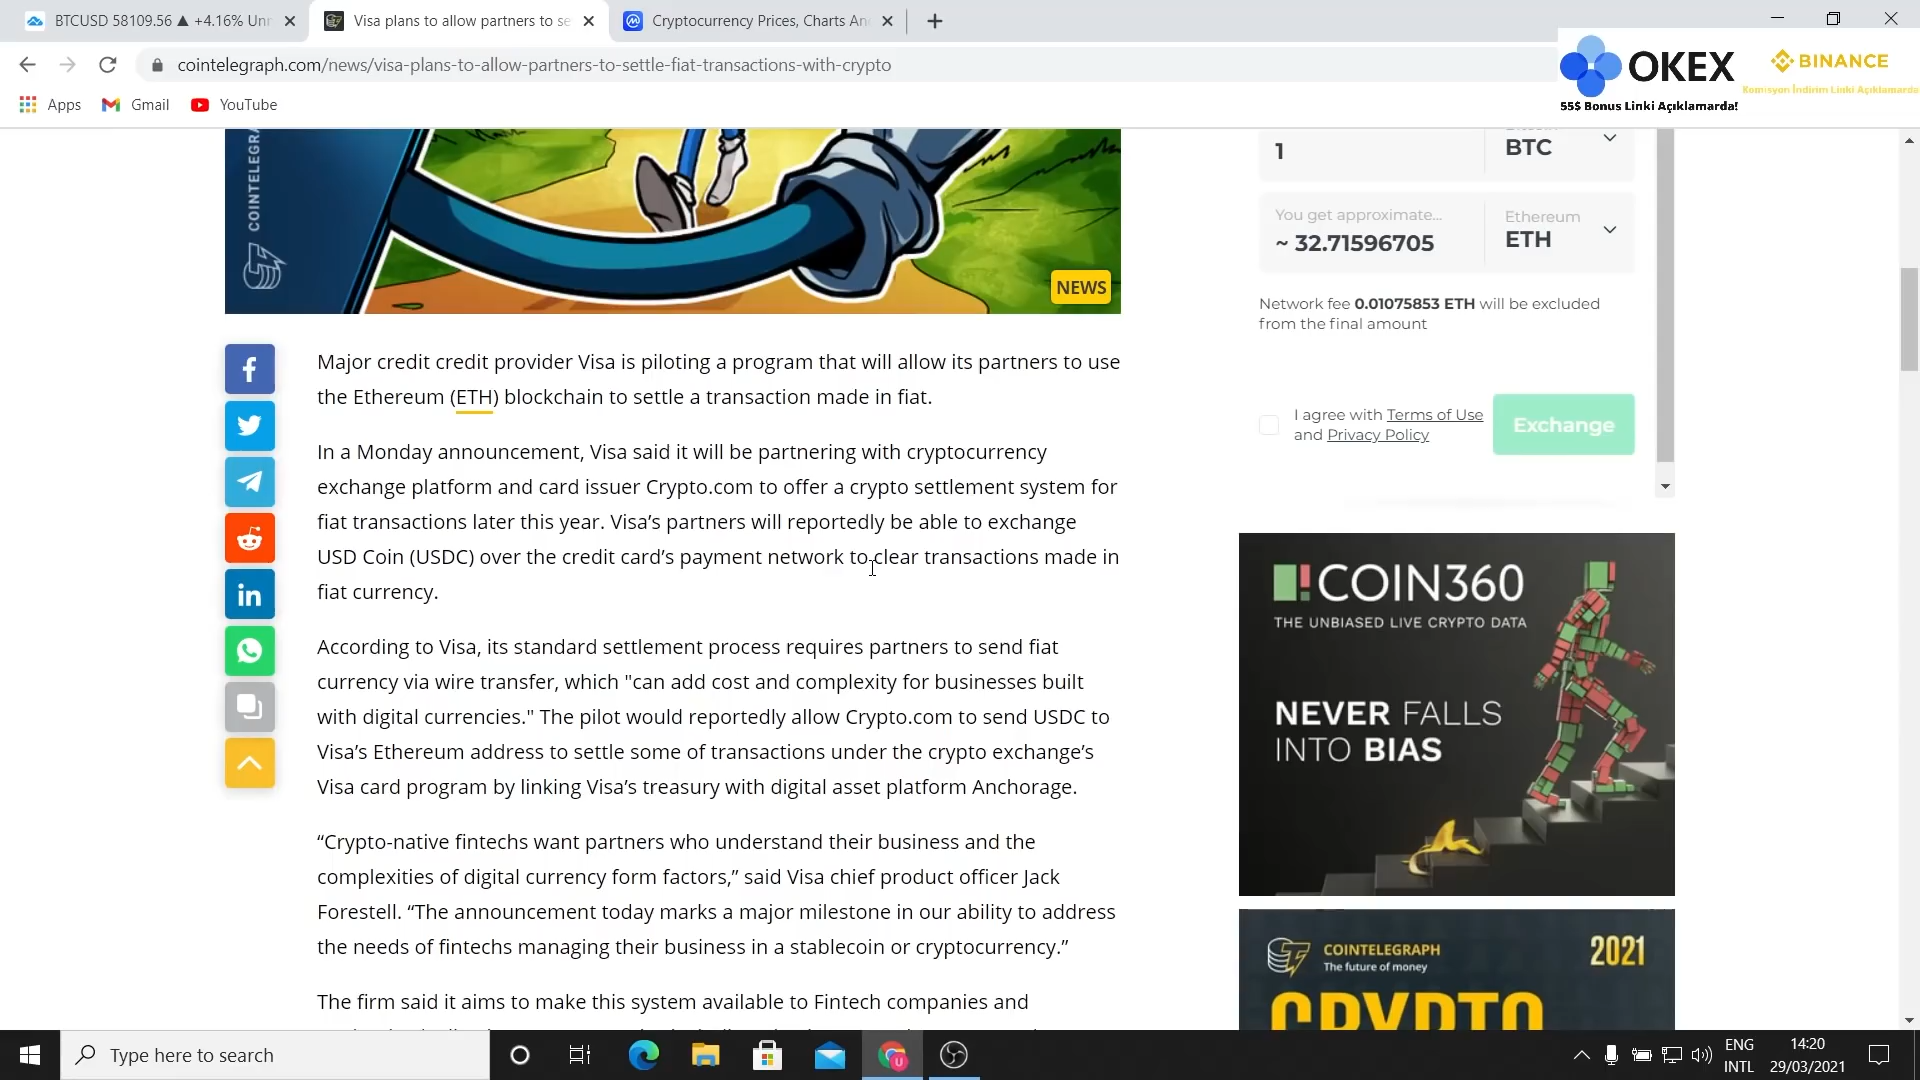 BTCUSD 58109.56 ▲ +4.16% Unr
Visa plans to allow partners to se
Cryptocurrency Prices, Charts An
cointelegraph.com/news/visa-plans-to-allow-partners-to-settle-fiat-transactions-with-crypto
OKEX
55$ Bonus Linki Açıklamarda!
BINANCE
Komisyon İndirim Linki Açıklamarda
Apps
Gmail
YouTube
COINTELEGRA
NEWS
1
BTC
You get approximate...
~ 32.71596705
Ethereum
ETH
Network fee 0.01075853 ETH will be excluded
from the final amount
I agree with Terms of Use
and Privacy Policy
Exchange
Major credit credit provider Visa is piloting a program that will allow its partners to use
the Ethereum (ETH) blockchain to settle a transaction made in fiat.
In a Monday announcement, Visa said it will be partnering with cryptocurrency
exchange platform and card issuer Crypto.com to offer a crypto settlement system for
fiat transactions later this year. Visa’s partners will reportedly be able to exchange
USD Coin (USDC) over the credit card’s payment network to clear transactions made in
fiat currency.
According to Visa, its standard settlement process requires partners to send fiat
currency via wire transfer, which "can add cost and complexity for businesses built
with digital currencies." The pilot would reportedly allow Crypto.com to send USDC to
Visa’s Ethereum address to settle some of transactions under the crypto exchange’s
Visa card program by linking Visa’s treasury with digital asset platform Anchorage.
“Crypto-native fintechs want partners who understand their business and the
complexities of digital currency form factors,” said Visa chief product officer Jack
Forestell. “The announcement today marks a major milestone in our ability to address
the needs of fintechs managing their business in a stablecoin or cryptocurrency.”
The firm said it aims to make this system available to Fintech companies and
COIN360
THE UNBIASED LIVE CRYPTO DATA
NEVER FALLS
INTO BIAS
COINTELEGRAPH
The future of money
2021
CRYPTO
Type here to search
ENG
INTL
14:20
29/03/2021